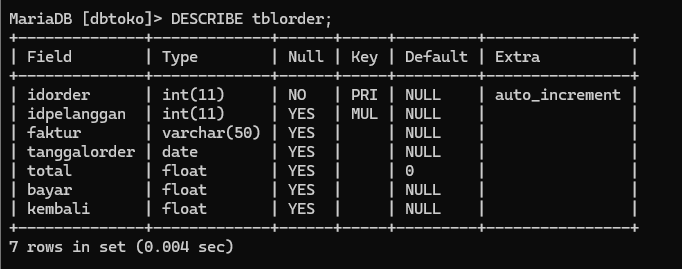 MariaDB [dbtoko]> DESCRIBE tblorder;
+--------------+-------------+------+-----+---------+----------------+
| Field        | Type        | Null | Key | Default | Extra          |
+--------------+-------------+------+-----+---------+----------------+
| idorder      | int(11)     | NO   | PRI | NULL    | auto_increment |
| idpelanggan  | int(11)     | YES  | MUL | NULL    |                |
| faktur       | varchar(50) | YES  |     | NULL    |                |
| tanggalorder | date        | YES  |     | NULL    |                |
| total        | float       | YES  |     | 0       |                |
| bayar        | float       | YES  |     | NULL    |                |
| kembali      | float       | YES  |     | NULL    |                |
+--------------+-------------+------+-----+---------+----------------+
7 rows in set (0.004 sec)